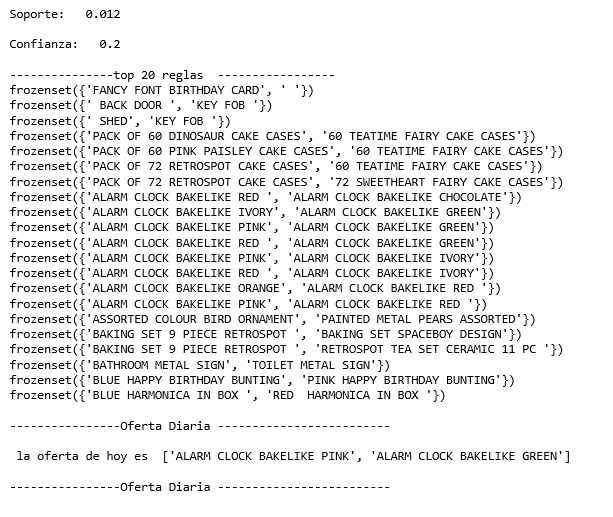 Soporte:   0.012
Confianza:   0.2
---------------top 20 reglas  -----------------
frozenset({'FANCY FONT BIRTHDAY CARD', ' '})
frozenset({' BACK DOOR ', 'KEY FOB '})
frozenset({' SHED', 'KEY FOB '})
frozenset({'PACK OF 60 DINOSAUR CAKE CASES', '60 TEATIME FAIRY CAKE CASES'})
frozenset({'PACK OF 60 PINK PAISLEY CAKE CASES', '60 TEATIME FAIRY CAKE CASES'})
frozenset({'PACK OF 72 RETROSPOT CAKE CASES', '60 TEATIME FAIRY CAKE CASES'})
frozenset({'PACK OF 72 RETROSPOT CAKE CASES', '72 SWEETHEART FAIRY CAKE CASES'})
frozenset({'ALARM CLOCK BAKELIKE RED ', 'ALARM CLOCK BAKELIKE CHOCOLATE'})
frozenset({'ALARM CLOCK BAKELIKE IVORY', 'ALARM CLOCK BAKELIKE GREEN'})
frozenset({'ALARM CLOCK BAKELIKE PINK', 'ALARM CLOCK BAKELIKE GREEN'})
frozenset({'ALARM CLOCK BAKELIKE RED ', 'ALARM CLOCK BAKELIKE GREEN'})
frozenset({'ALARM CLOCK BAKELIKE PINK', 'ALARM CLOCK BAKELIKE IVORY'})
frozenset({'ALARM CLOCK BAKELIKE RED ', 'ALARM CLOCK BAKELIKE IVORY'})
frozenset({'ALARM CLOCK BAKELIKE ORANGE', 'ALARM CLOCK BAKELIKE RED '})
frozenset({'ALARM CLOCK BAKELIKE PINK', 'ALARM CLOCK BAKELIKE RED '})
frozenset({'ASSORTED COLOUR BIRD ORNAMENT', 'PAINTED METAL PEARS ASSORTED'})
frozenset({'BAKING SET 9 PIECE RETROSPOT ', 'BAKING SET SPACEBOY DESIGN'})
frozenset({'BAKING SET 9 PIECE RETROSPOT ', 'RETROSPOT TEA SET CERAMIC 11 PC '})
frozenset({'BATHROOM METAL SIGN', 'TOILET METAL SIGN'})
frozenset({'BLUE HAPPY BIRTHDAY BUNTING', 'PINK HAPPY BIRTHDAY BUNTING'})
frozenset({'BLUE HARMONICA IN BOX ', 'RED  HARMONICA IN BOX '})
----------------Oferta Diaria -------------------------
la oferta de hoy es  ['ALARM CLOCK BAKELIKE PINK', 'ALARM CLOCK BAKELIKE GREEN']
----------------Oferta Diaria -------------------------